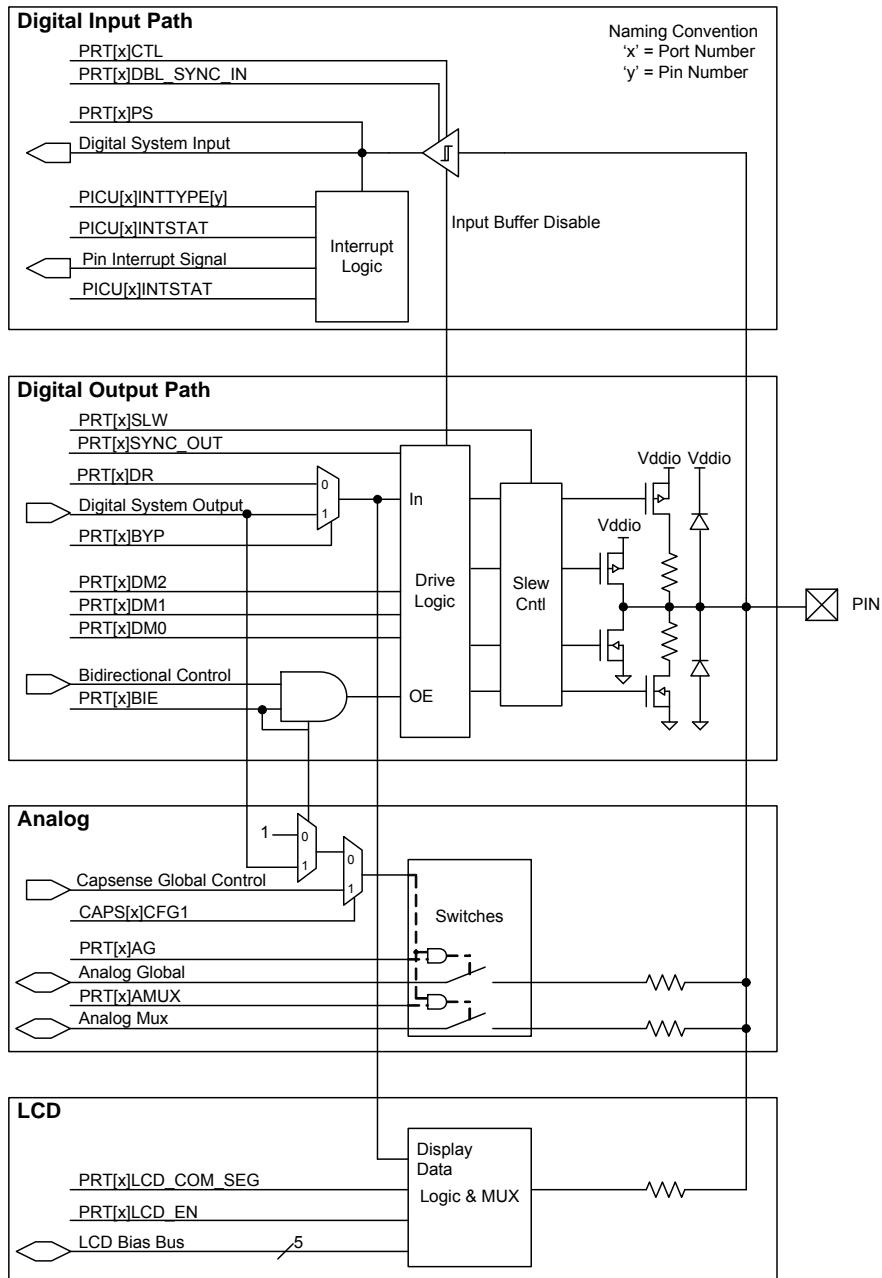 Digital Input Path
Naming Convention
'x' = Port Number
'y' = Pin Number
PRT[x]CTL
PRT[x]DBL_SYNC_IN
PRT[x]PS
Digital System Input
PICU[x]INTTYPE[y]
PICU[x]INTSTAT
Pin Interrupt Signal
PICU[x]INTSTAT
Interrupt
Logic
Input Buffer Disable
Digital Output Path
PRT[x]SLW
PRT[x]SYNC_OUT
PRT[x]DR
Digital System Output
PRT[x]BYP
0
1
PRT[x]DM2
PRT[x]DM1
PRT[x]DM0
Bidirectional Control
PRT[x]BIE
In
Drive
Logic
OE
Slew
Cntl
Vddio
Vddio
Vddio
PIN
Analog
1
0
1
0
1
Capsense Global Control
CAPS[x]CFG1
Switches
PRT[x]AG
Analog Global
PRT[x]AMUX
Analog Mux
LCD
Display
Data
Logic & MUX
PRT[x]LCD_COM_SEG
PRT[x]LCD_EN
LCD Bias Bus
5